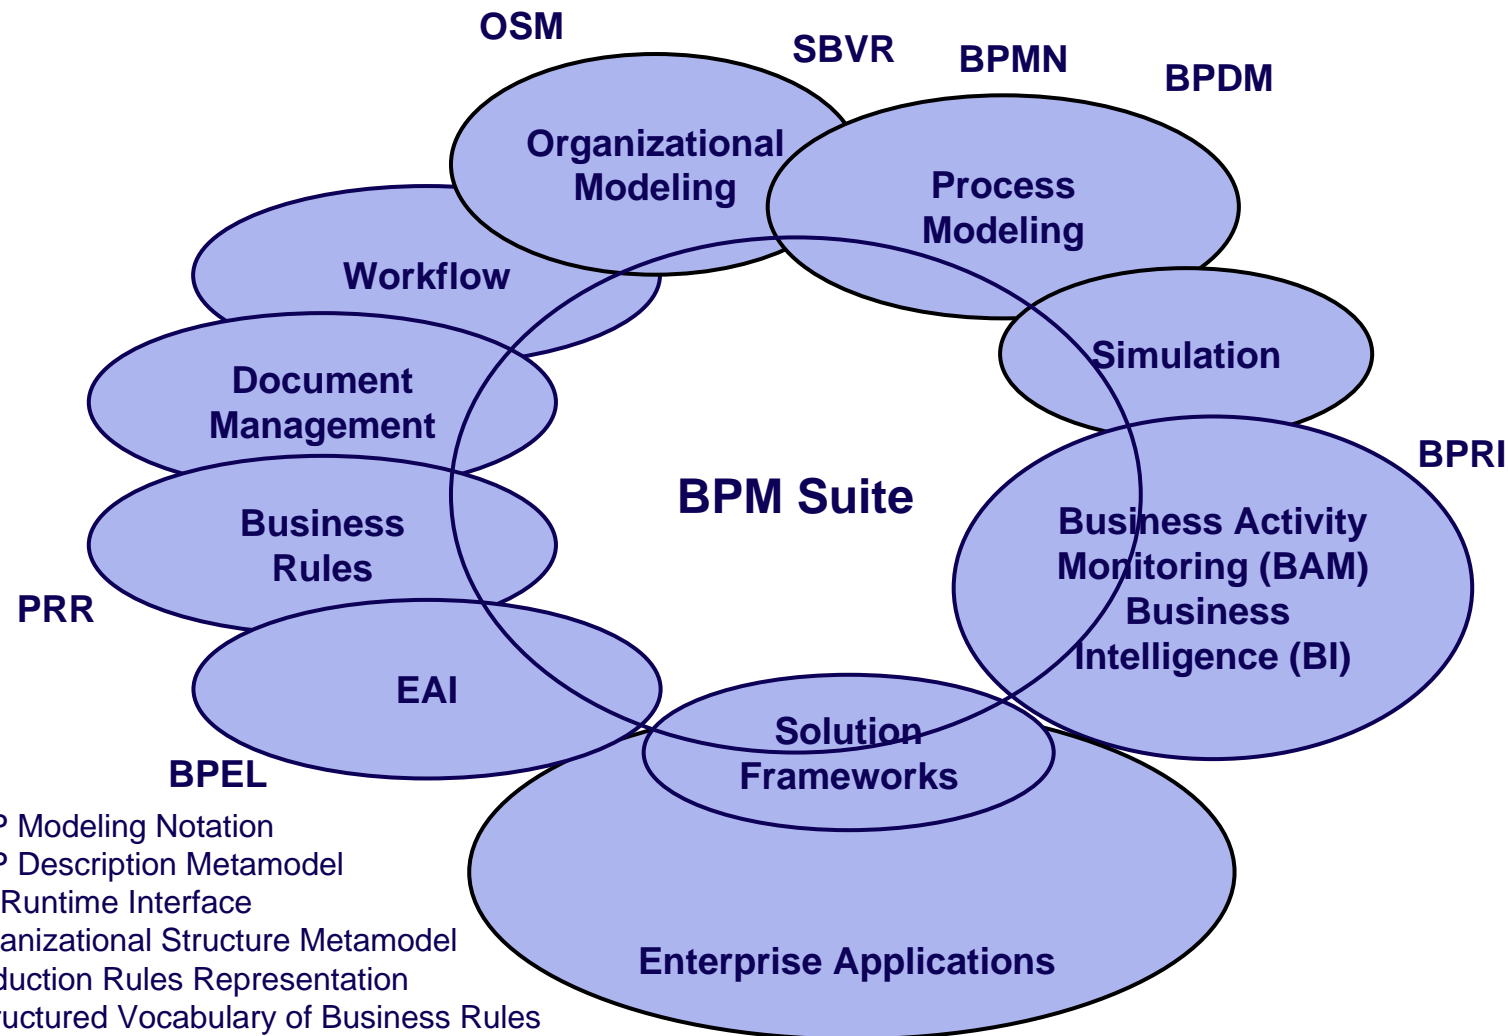 OSM
SBVR
BPMN
BPDM
Organizational
Modeling
Process
Modeling
Workflow
Simulation
Document
Management
BPRI
BPM Suite
Business Activity
Monitoring (BAM)
Business
Intelligence (BI)
Business
Rules
PRR
EAI
Solution
Frameworks
BPEL
P Modeling Notation
P Description Metamodel
Runtime Interface
anizational Structure Metamodel
duction Rules Representation
uctured Vocabulary of Business Rules
Enterprise Applications